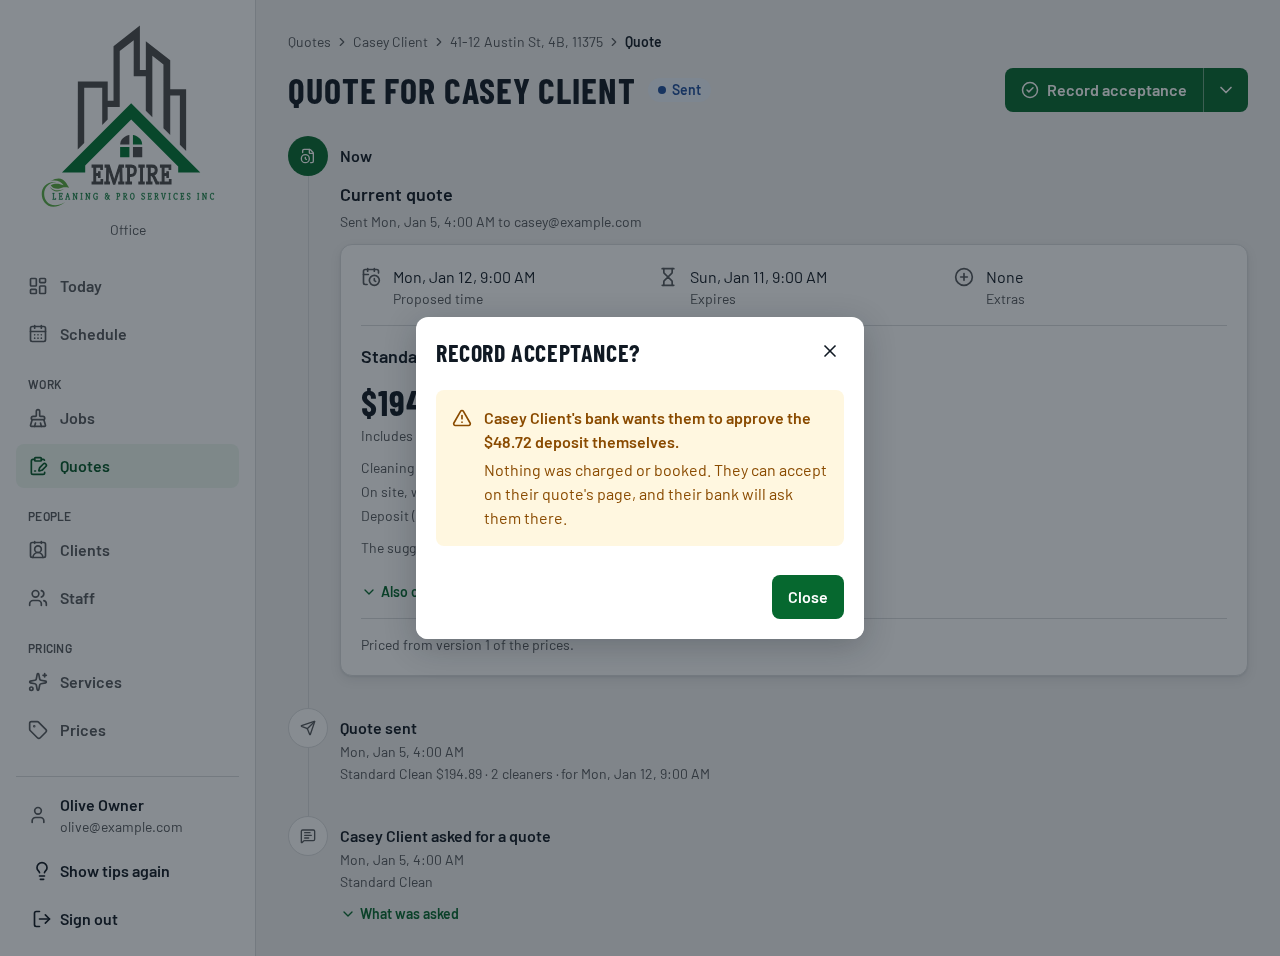 EMPIRE
LEANING & PRO SERVICES INC
Office
Today
Schedule
WORK
Jobs
Quotes
PEOPLE
Clients
Staff
PRICING
Services
Prices
Olive Owner
olive@example.com
Show tips again
Sign out
Quotes > Casey Client > 41-12 Austin St, 4B, 11375 > Quote
QUOTE FOR CASEY CLIENT
Sent
Record acceptance
Now
Current quote
Sent Mon, Jan 5, 4:00 AM to casey@example.com
Mon, Jan 12, 9:00 AM
Proposed time
Sun, Jan 11, 9:00 AM
Expires
None
Extras
$194
Includes
Cleaning
On site,
Deposit (
The
Also
Priced from version 1 of the prices.
RECORD ACCEPTANCE?
Casey Client's bank wants them to approve the
$48.72 deposit themselves.
Nothing was charged or booked. They can accept
on their quote's page, and their bank will ask
them there.
Close
Quote sent
Mon, Jan 5, 4:00 AM
Standard Clean $194.89 · 2 cleaners · for Mon, Jan 12, 9:00 AM
Casey Client asked for a quote
Mon, Jan 5, 4:00 AM
Standard Clean
What was asked